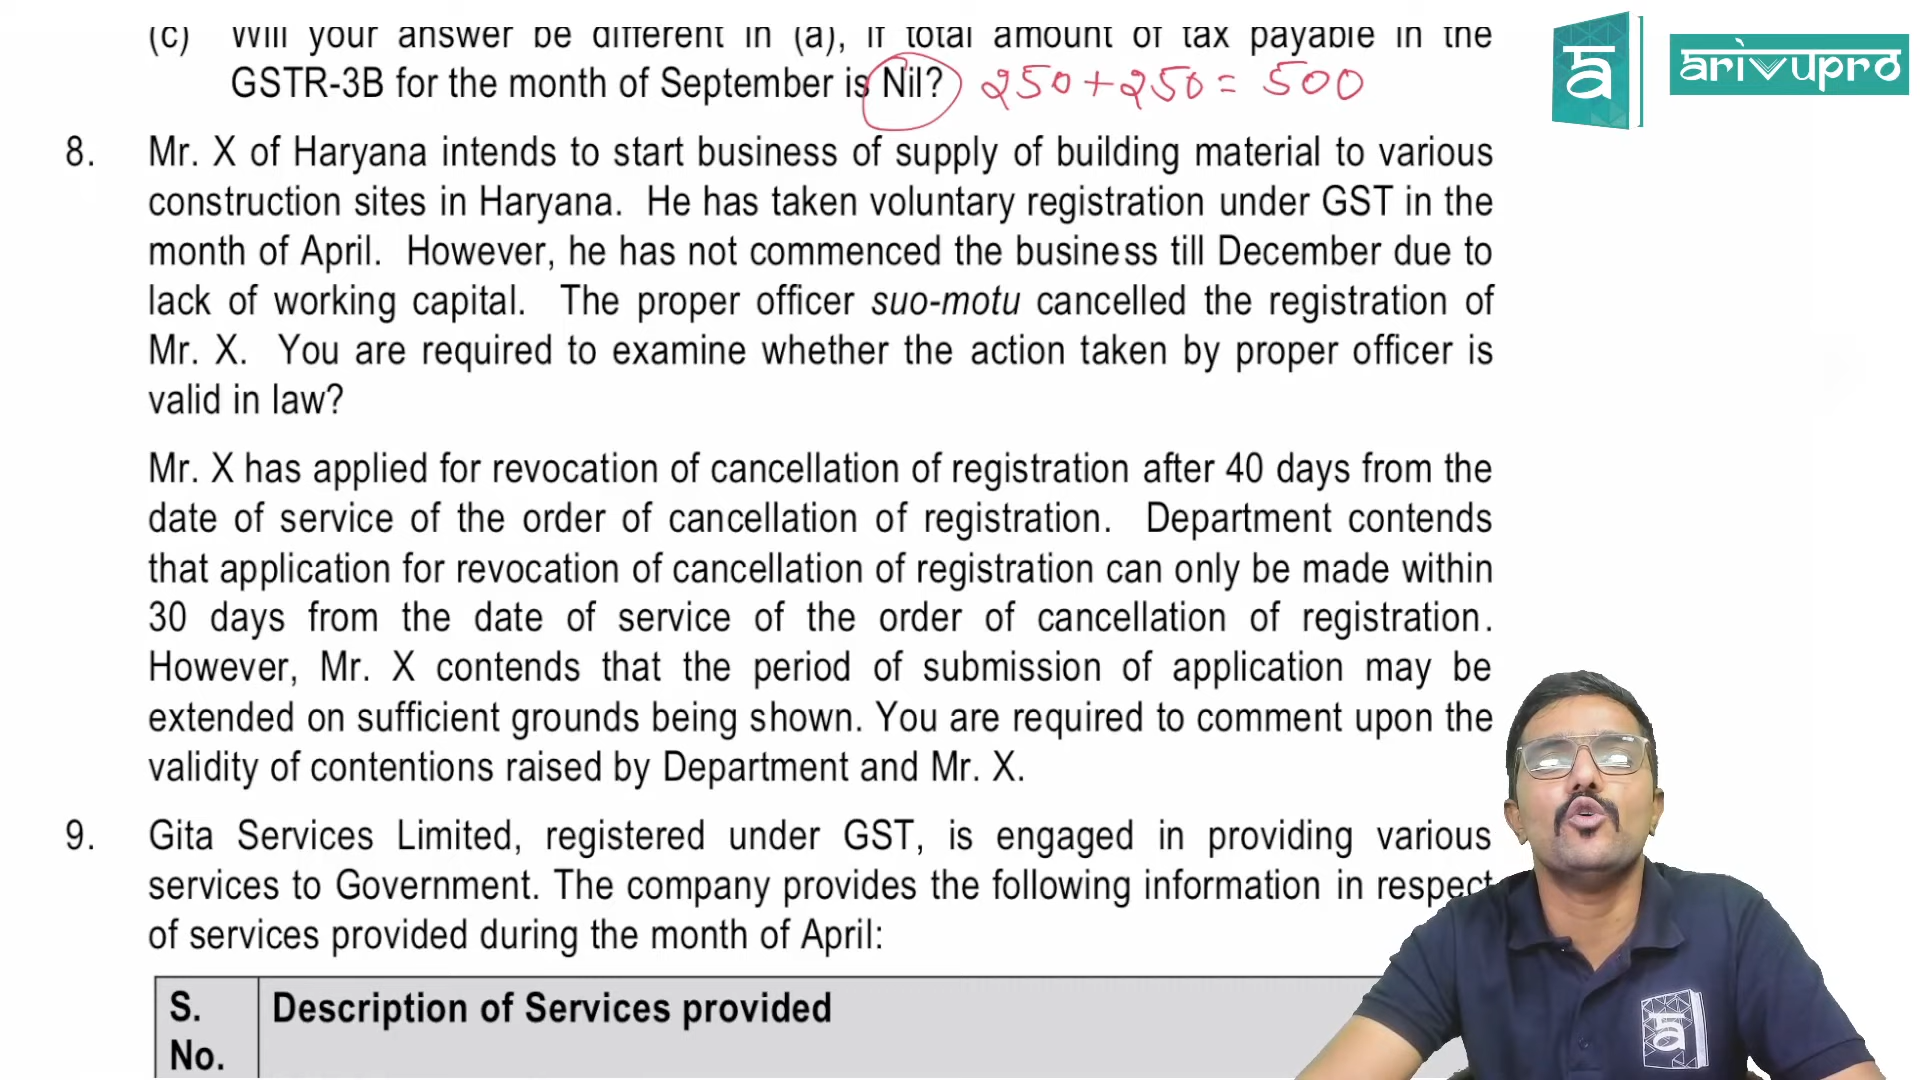 (c) Will your answer be different in (a), if total amount of tax payable in the
GSTR-3B for the month of September is Nil? 250+250= 500
ā arivupro
8. Mr. X of Haryana intends to start business of supply of building material to various
construction sites in Haryana. He has taken voluntary registration under GST in the
month of April. However, he has not commenced the business till December due to
lack of working capital. The proper officer suo-motu cancelled the registration of
Mr. X. You are required to examine whether the action taken by proper officer is
valid in law?
Mr. X has applied for revocation of cancellation of registration after 40 days from the
date of service of the order of cancellation of registration. Department contends
that application for revocation of cancellation of registration can only be made within
30 days from the date of service of the order of cancellation of registration.
However, Mr. X contends that the period of submission of application may be
extended on sufficient grounds being shown. You are required to comment upon the
validity of contentions raised by Department and Mr. X.
9. Gita Services Limited, registered under GST, is engaged in providing various
services to Government. The company provides the following information in respect
of services provided during the month of April:
S. Description of Services provided
No.
ā